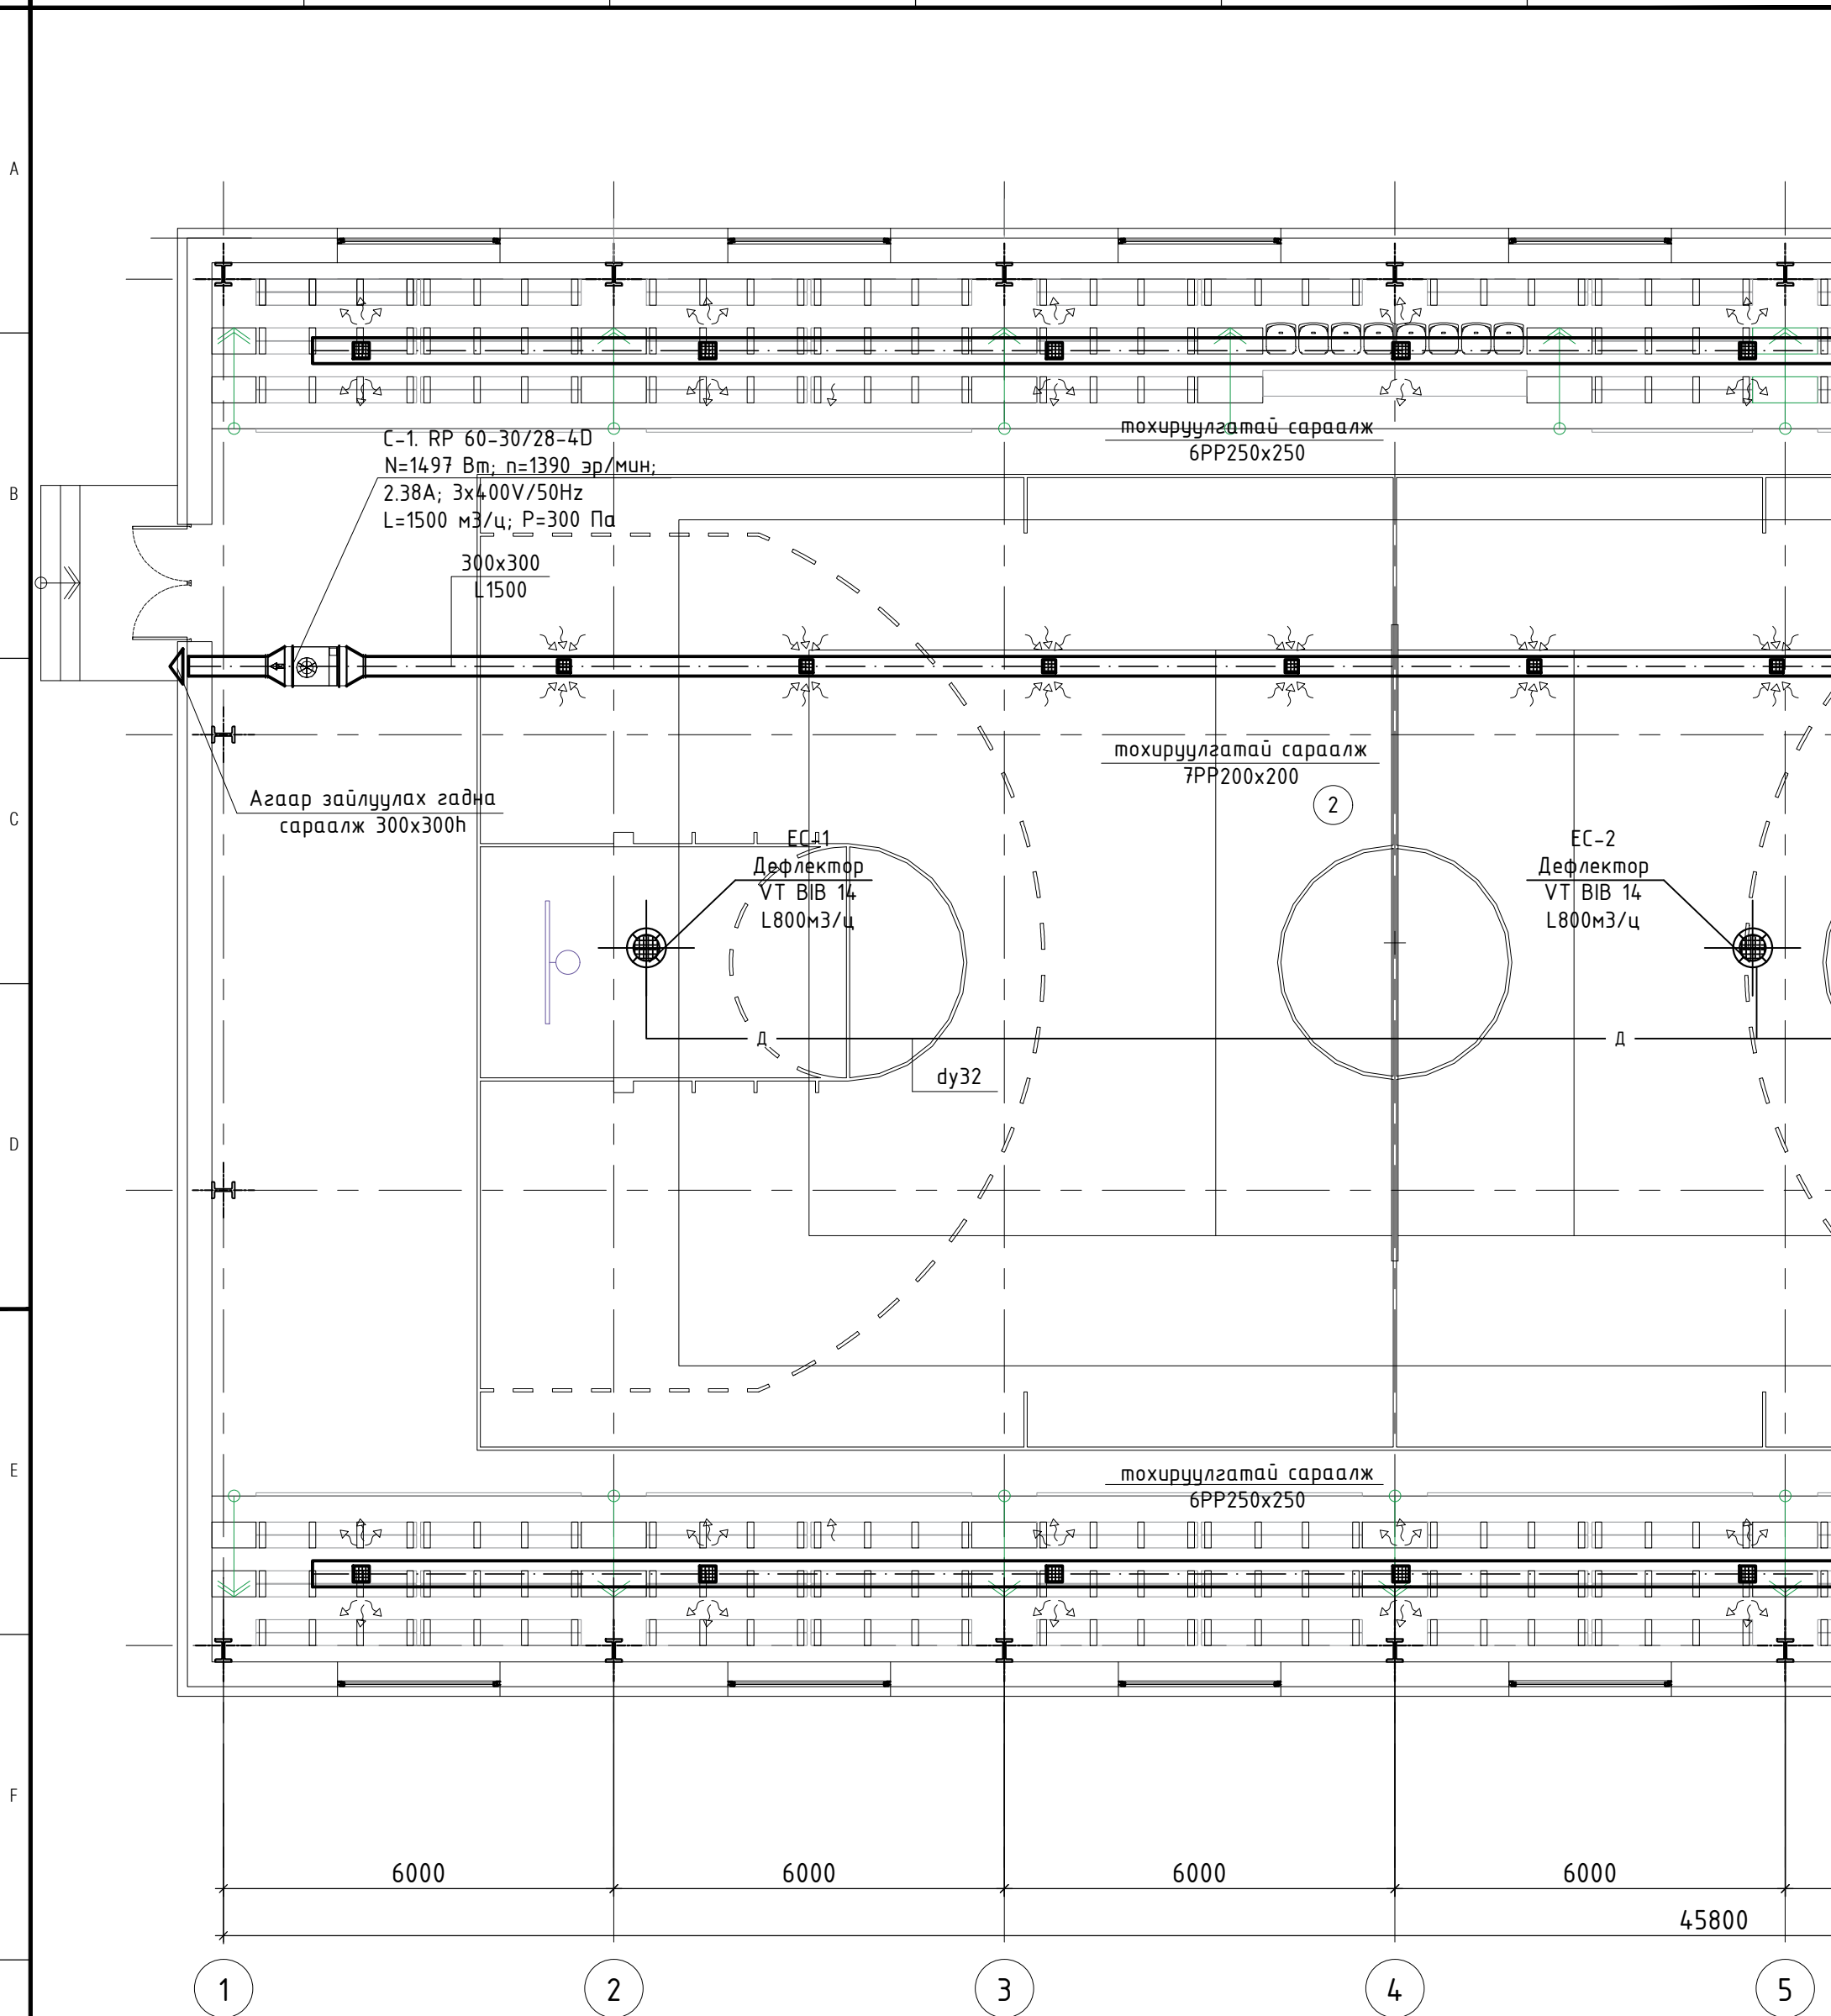 A
B
C
D
E
F
С-1. RP 60-30/28-4D
N=1497 Вт; n=1390 эр/мин;
2.38A; 3x400V/50Hz
L=1500 м3/ц; P=300 Па
300x300
L1500
тохируулгатай сараалж
6РР250x250
тохируулгатай сараалж
7РР200x200
2
Агаар зайлуулах гадна
сараалж 300x300h
ЕС-1
Дефлектор
VT BIB 14
L800м3/ц
ЕС-2
Дефлектор
VT BIB 14
L800м3/ц
Д
Д
dy32
тохируулгатай сараалж
6РР250x250
6000
6000
6000
6000
45800
1
2
3
4
5